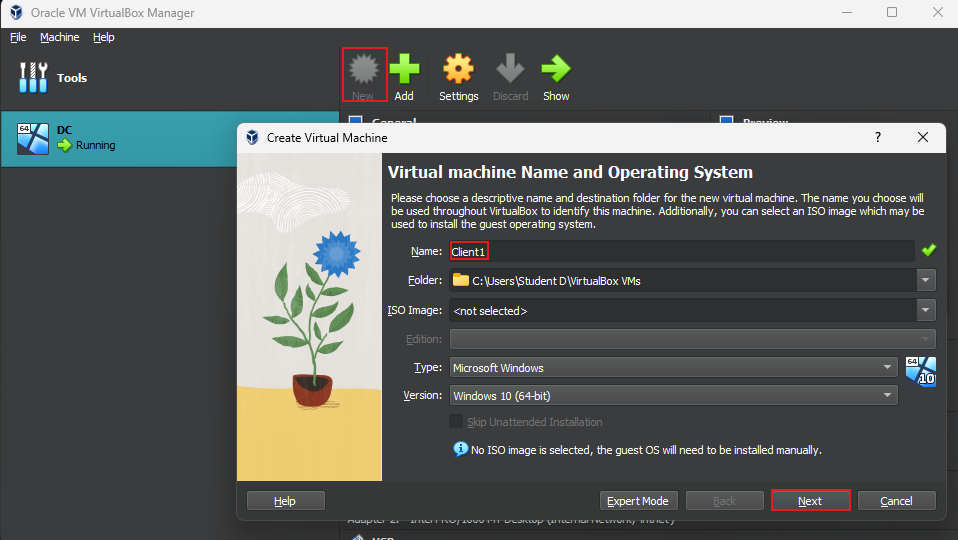 Oracle VM VirtualBox Manager
File Machine Help
Tools
New
Add
Settings
Discard
Show
64
DC
Running
General
Preview
Create Virtual Machine
?
Virtual machine Name and Operating System
Please choose a descriptive name and destination folder for the new virtual machine. The name you choose will
be used throughout VirtualBox to identify this machine. Additionally, you can select an ISO image which may be
used to install the guest operating system.
Name: Client1
Folder: C:\Users\Student D\VirtualBox VMs
ISO Image: <not selected>
Edition:
Type: Microsoft Windows
64
10
Version: Windows 10 (64-bit)
Skip Unattended Installation
No ISO image is selected, the guest OS will need to be installed manually.
Help
Expert Mode
Back
Next
Cancel
Adapter 2: Intel PRO/1000 MT Desktop (Internal Network, 'intnet')
USB